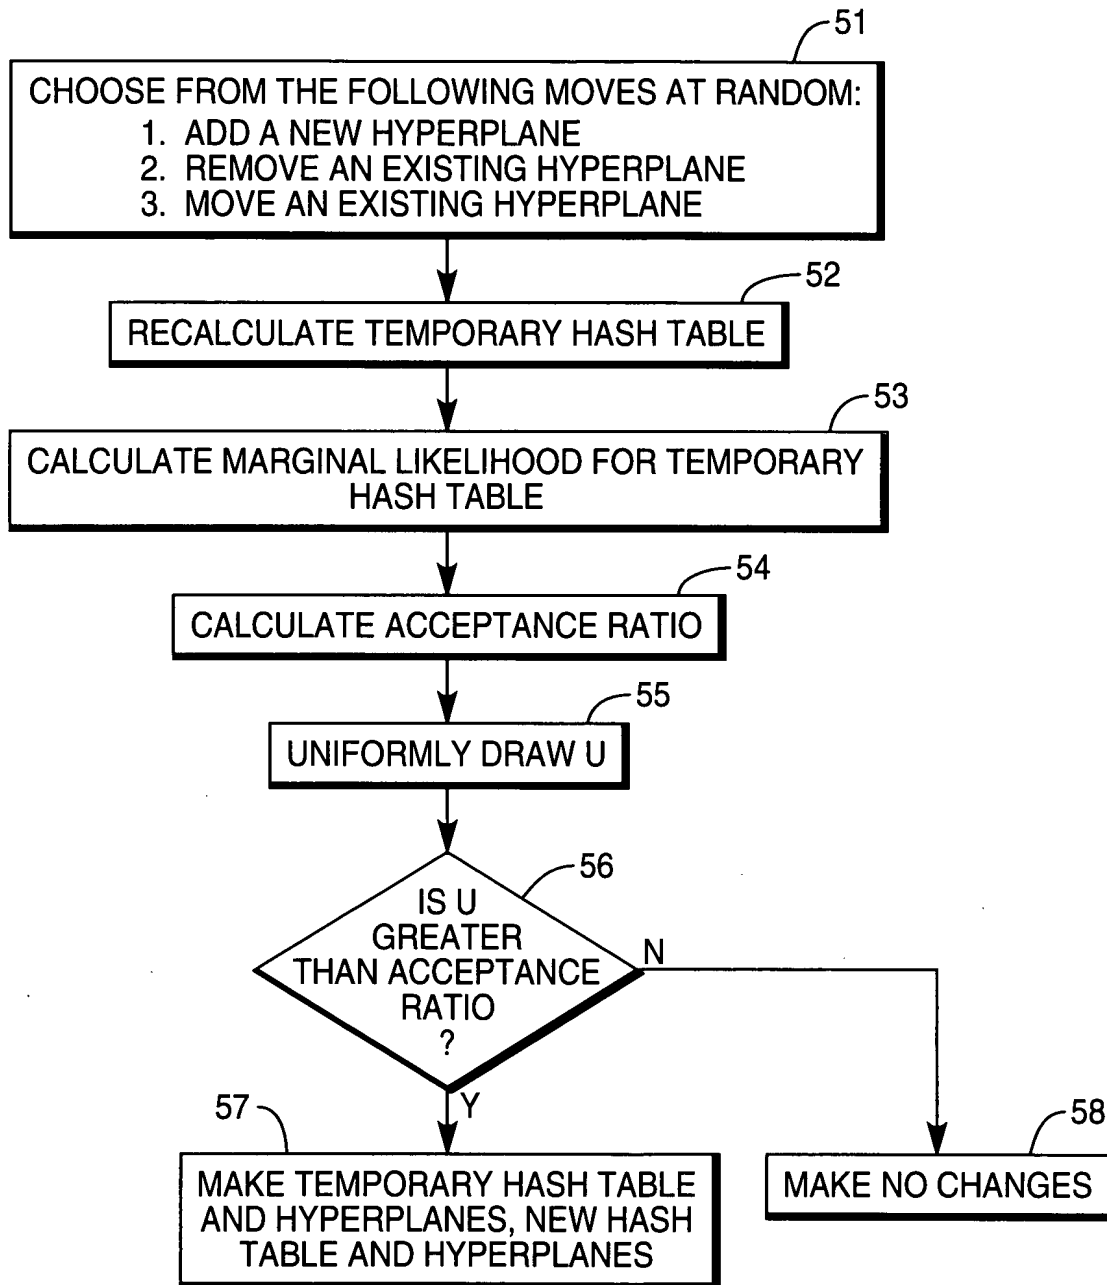 51
CHOOSE FROM THE FOLLOWING MOVES AT RANDOM:
1. ADD A NEW HYPERPLANE
2. REMOVE AN EXISTING HYPERPLANE
3. MOVE AN EXISTING HYPERPLANE
52
RECALCULATE TEMPORARY HASH TABLE
53
CALCULATE MARGINAL LIKELIHOOD FOR TEMPORARY
HASH TABLE
54
CALCULATE ACCEPTANCE RATIO
55
UNIFORMLY DRAW U
56
IS U
GREATER
THAN ACCEPTANCE
RATIO
?
N
Y
57
MAKE TEMPORARY HASH TABLE
AND HYPERPLANES, NEW HASH
TABLE AND HYPERPLANES
58
MAKE NO CHANGES